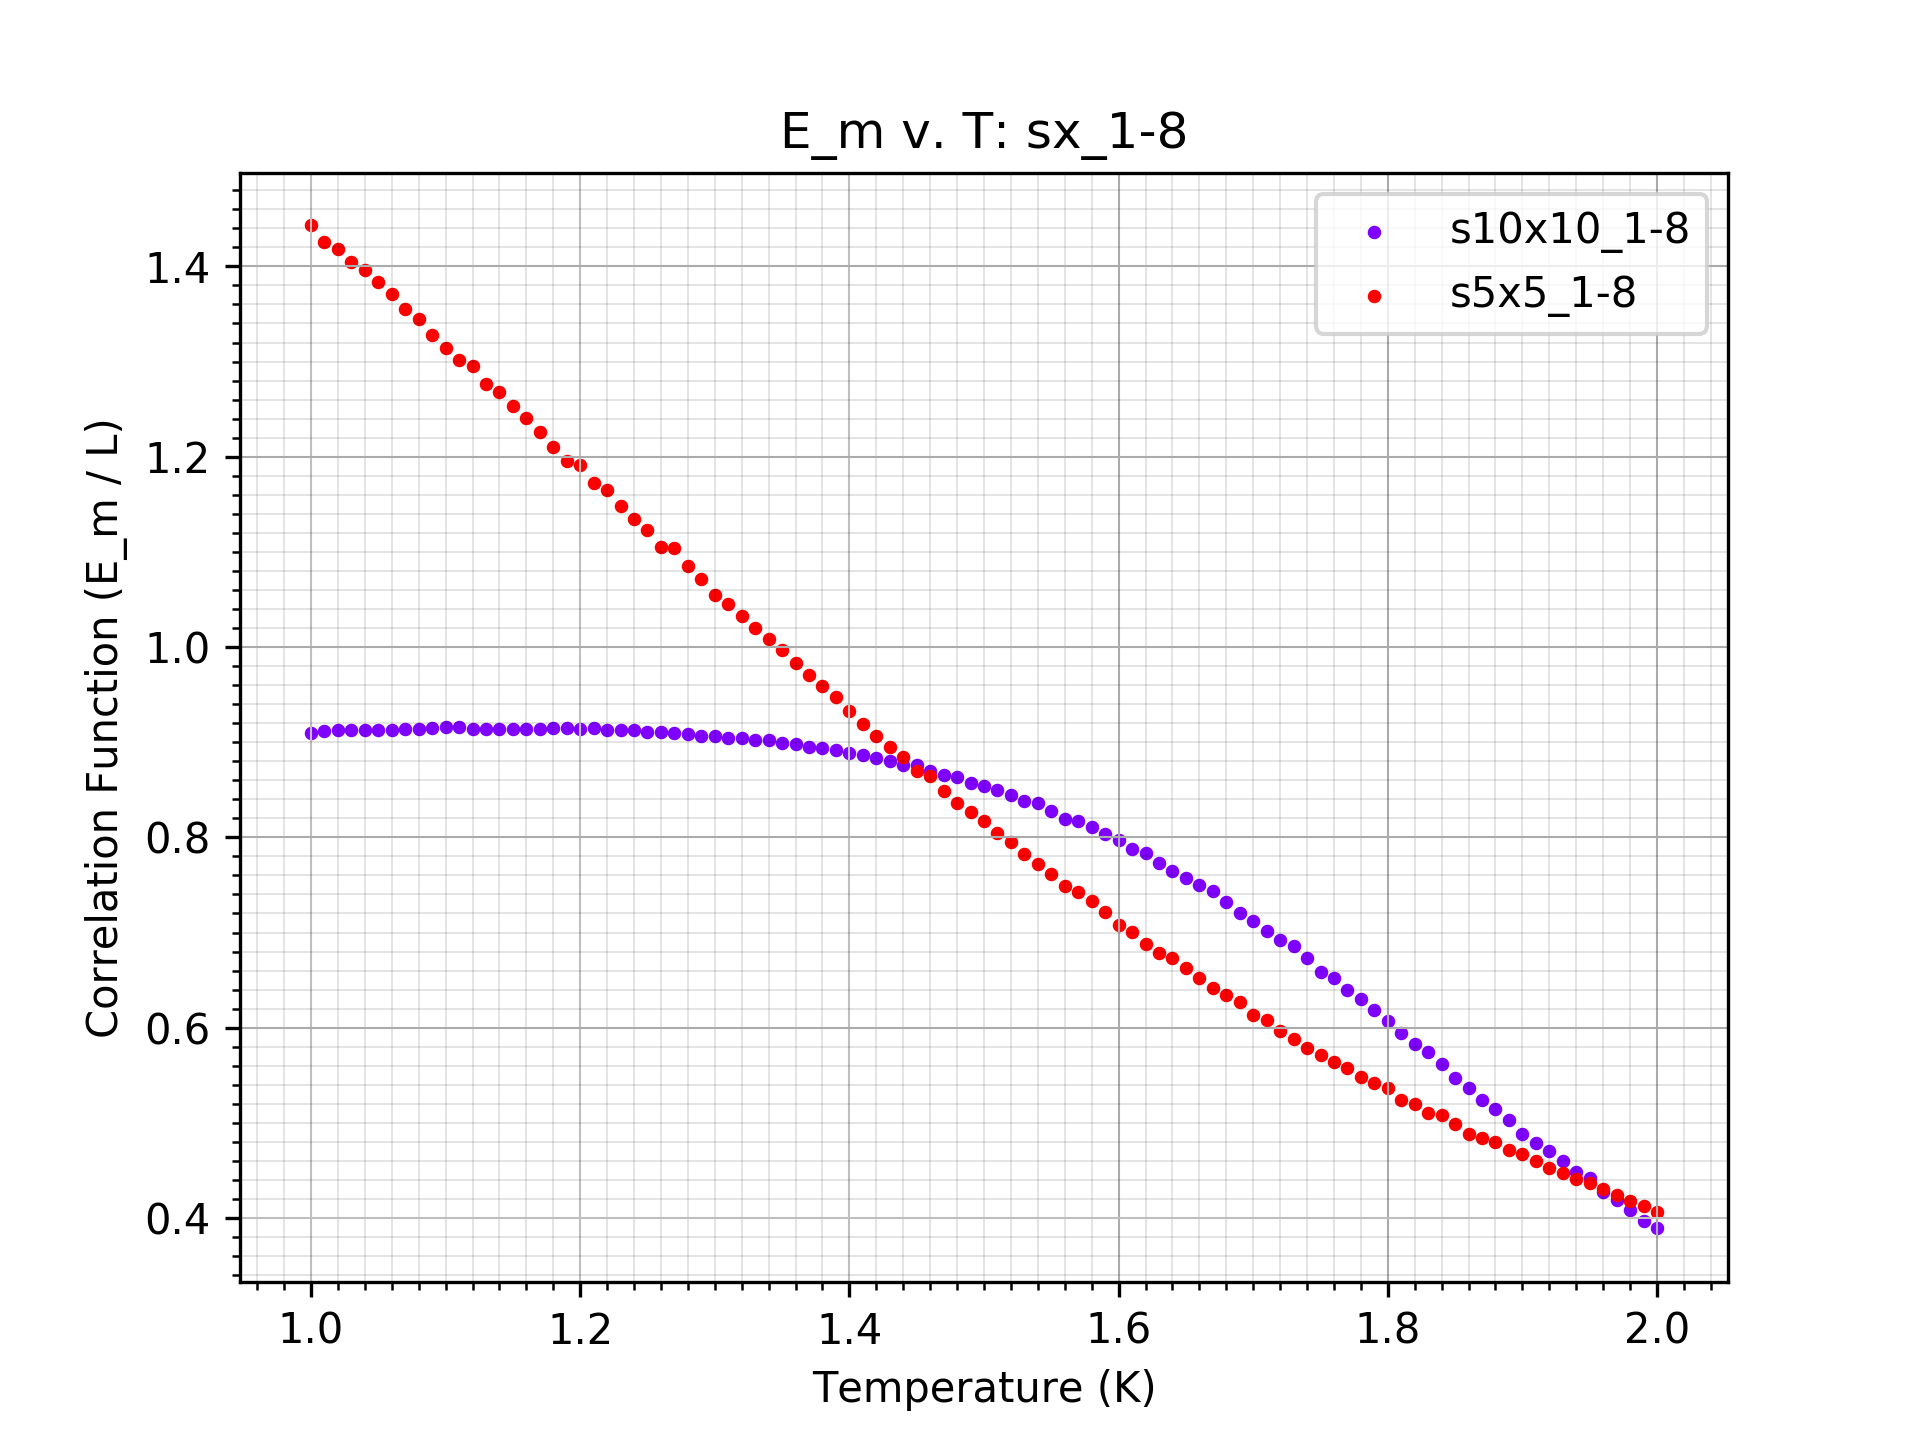 E_m v. T: sx_1-8
s10x10_1-8
s5x5_1-8
Correlation Function (E_m / L)
1.4
1.2
1.0
0.8
0.6
0.4
1.0 1.2 1.4 1.6 1.8 2.0
Temperature (K)